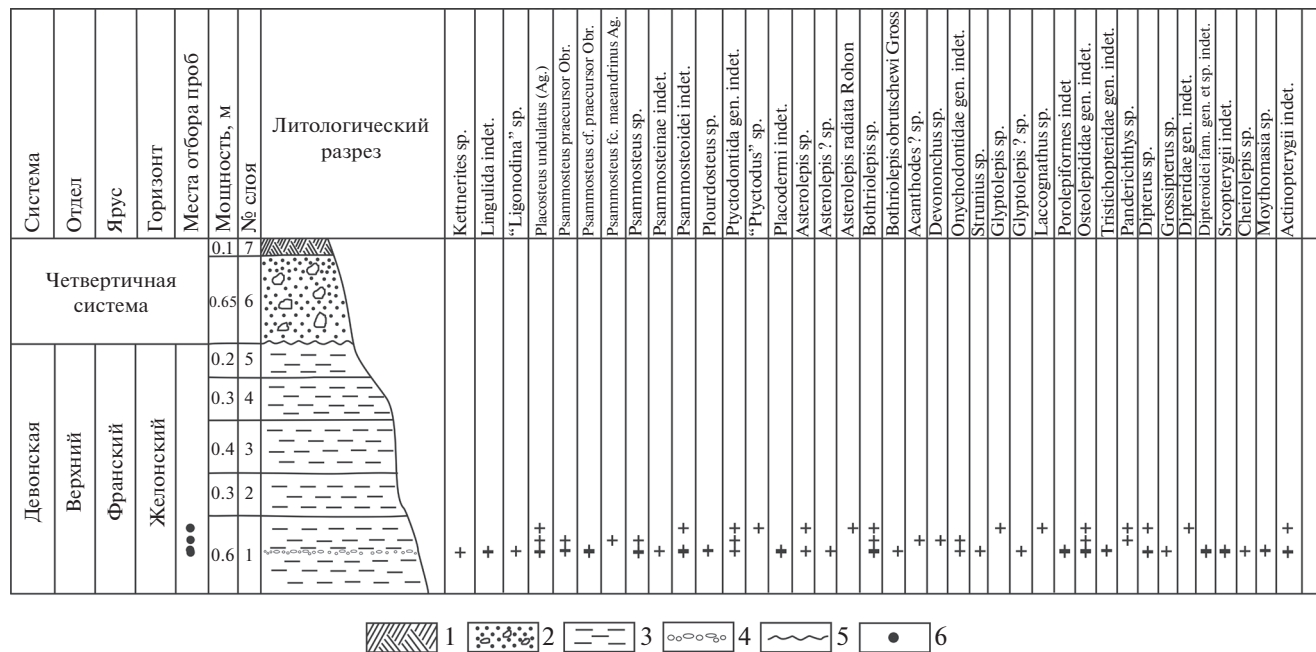 Система
Отдел
Ярус
Горизонт
Места отбора проб
Мощность, м
№ слоя
Литологический
разрез
Kettnerites sp.
Lingulida indet.
"Ligonodina" sp.
Placosteus undulatus (Ag.)
Psammosteus praecursor Obr.
Psammosteus cf. praecursor Obr.
Psammosteus fc. maeandrinus Ag.
Psammosteus sp.
Psammosteinae indet.
Psammosteoidei indet.
Plourdosteus sp.
Ptyctodontida gen. indet.
"Ptyctodus" sp.
Placodermi indet.
Asterolepis sp.
Asterolepis ? sp.
Asterolepis radiata Rohon
Bothriolepis sp.
Bothriolepis obrutschewi Gross
Acanthodes ? sp.
Devononchus sp.
Onychodontidae gen. indet.
Strunius sp.
Glyptolepis sp.
Glyptolepis ? sp.
Laccognathus sp.
Porolepiformes indet
Osteolepididae gen. indet.
Tristichopteridae gen. indet.
Panderichthys sp.
Dipterus sp.
Grossipterus sp.
Dipteridae gen. indet.
Dipteroidei fam. gen. et sp. indet.
Srcopterygii indet.
Cheirolepis sp.
Moythomasia sp.
Actinopterygii indet.
Четвертичная
система
0.1 7
0.65 6
Девонская
Верхний
Франский
Желонский
0.2 5
0.3 4
0.4 3
0.3 2
0.6 1
1 2 3 4 5 6